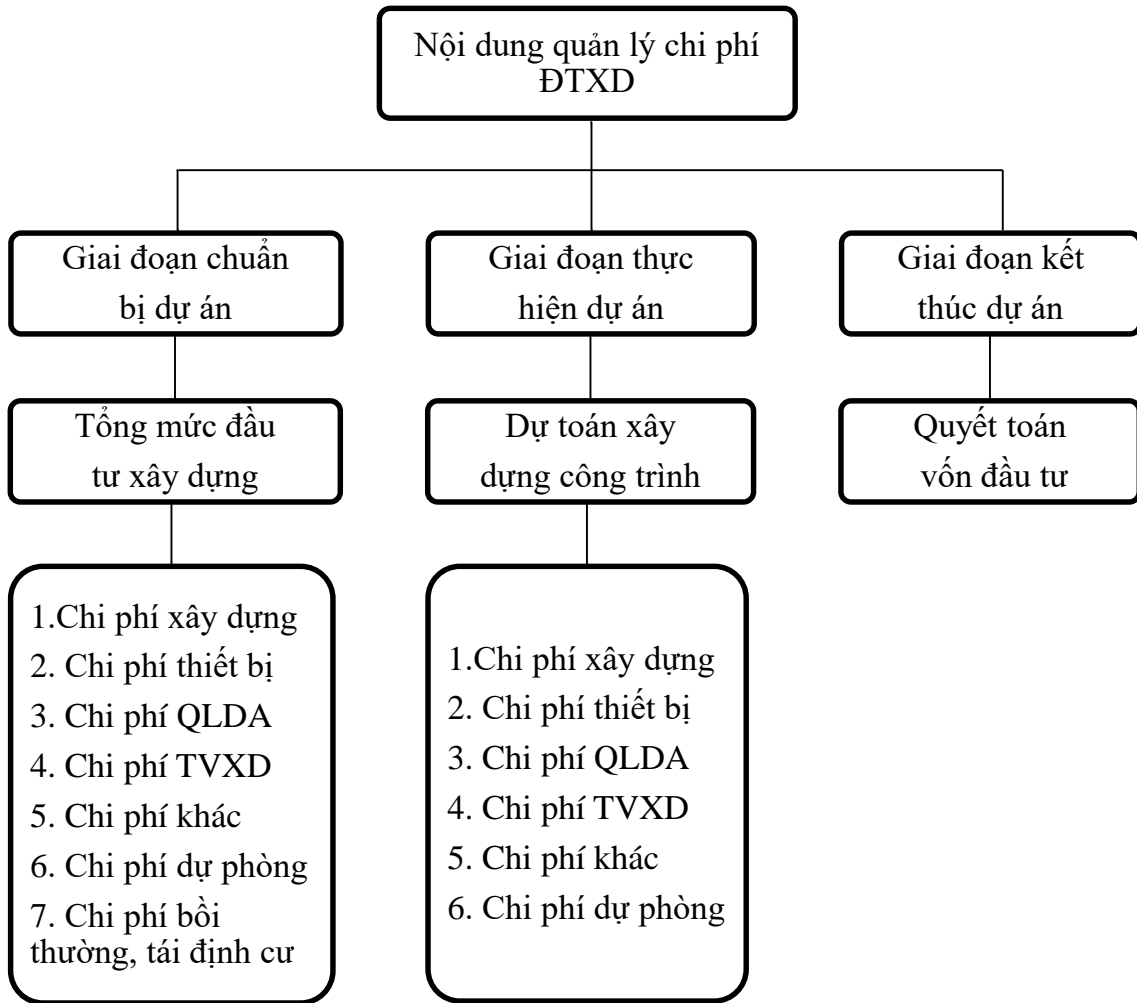 Nội dung quản lý chi phí
ĐTXD
Giai đoạn chuẩn
bị dự án
Giai đoạn thực
hiện dự án
Giai đoạn kết
thúc dự án
Tổng mức đầu
tư xây dựng
Dự toán xây
dựng công trình
Quyết toán
vốn đầu tư
1.Chi phí xây dựng
2. Chi phí thiết bị
3. Chi phí QLDA
4. Chi phí TVXD
5. Chi phí khác
6. Chi phí dự phòng
7. Chi phí bồi
thường, tái định cư
1.Chi phí xây dựng
2. Chi phí thiết bị
3. Chi phí QLDA
4. Chi phí TVXD
5. Chi phí khác
6. Chi phí dự phòng